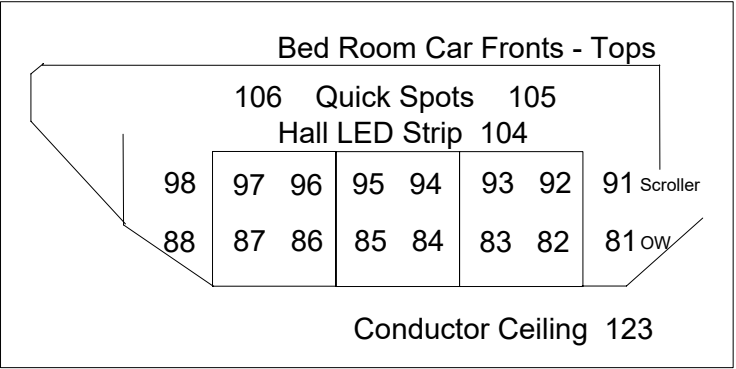 Bed Room Car Fronts - Tops
106 Quick Spots 105
Hall LED Strip 104
98 97 96 95 94 93 92 91 Scroller
88 87 86 85 84 83 82 81 OW
Conductor Ceiling 123